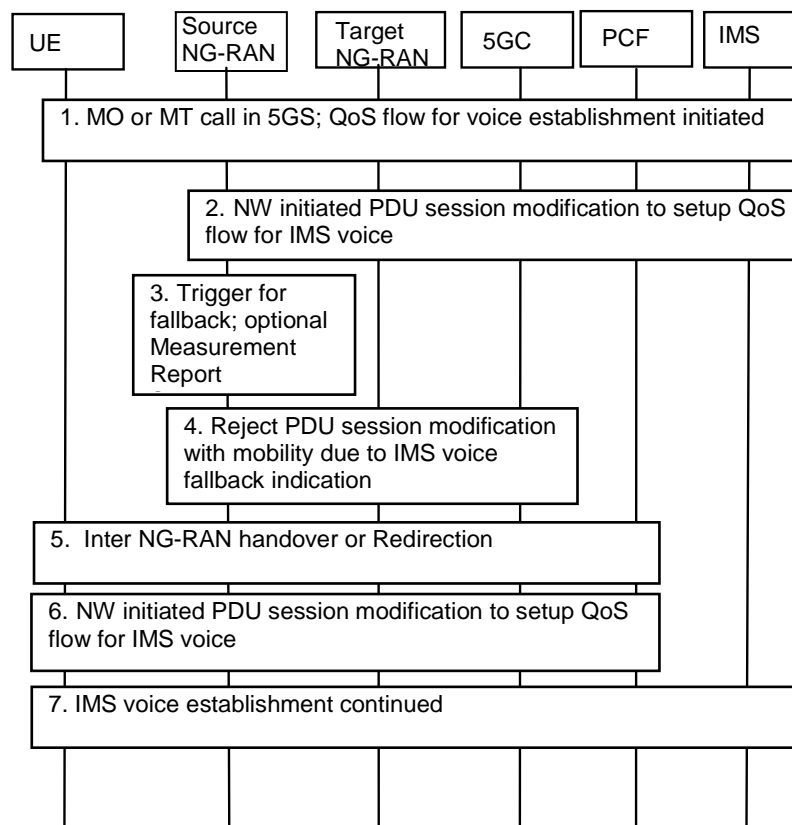 UE
Source
NG-RAN
Target
NG-RAN
5GC
PCF
IMS
1. MO or MT call in 5GS; QoS flow for voice establishment initiated
2. NW initiated PDU session modification to setup QoS
flow for IMS voice
3. Trigger for
fallback; optional
Measurement
Report
4. Reject PDU session modification
with mobility due to IMS voice
fallback indication
5. Inter NG-RAN handover or Redirection
6. NW initiated PDU session modification to setup QoS
flow for IMS voice
7. IMS voice establishment continued